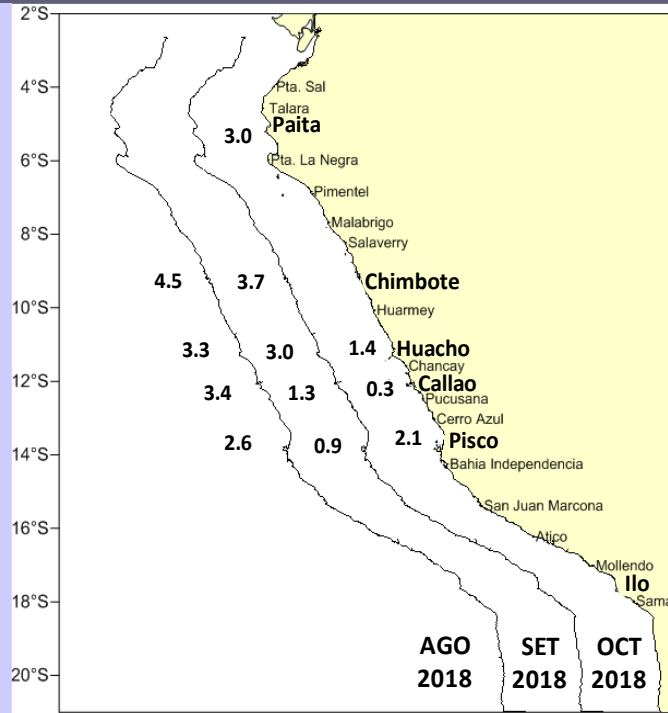 2°S
4°S
Pta. Sal
Talara
Paita
3.0
6°S
Pta. La Negra
Pimentel
8°S
Malabrigo
Salaverry
4.5 3.7 Chimbote
10°S
Huarmey
3.3 3.0 1.4 Huacho
Chancay
12°S
3.4 1.3 0.3 Callao
Pucusana
Cerro Azul
2.6 0.9 2.1 Pisco
14°S
Bahia Independencia
San Juan Marcona
16°S
Atico
Mollendo
Ilo
18°S
Sama
AGO SET OCT
2018 2018 2018
20°S